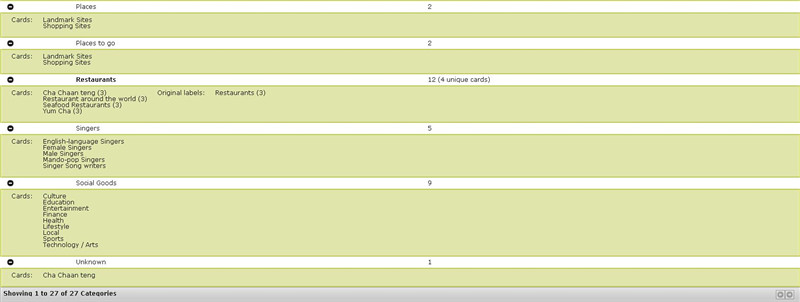 Places 2
Cards: Landmark Sites
Shopping Sites
Places to go 2
Cards: Landmark Sites
Shopping Sites
Restaurants 12 (4 unique cards)
Cards: Cha Chaan teng (3) Original labels: Restaurants (3)
Restaurant around the world (3)
Seafood Restaurants (3)
Yum Cha (3)
Singers 5
Cards: English-language Singers
Female Singers
Male Singers
Mando-pop Singers
Singer Song writers
Social Goods 9
Cards: Culture
Education
Entertainment
Finance
Health
Lifestyle
Local
Sports
Technology / Arts
Unknown 1
Cards: Cha Chaan teng
Showing 1 to 27 of 27 Categories